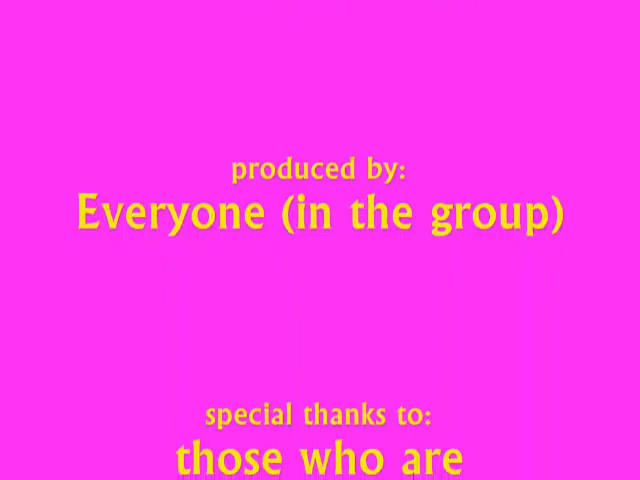 produced by:
Everyone (in the group)
special thanks to:
those who are